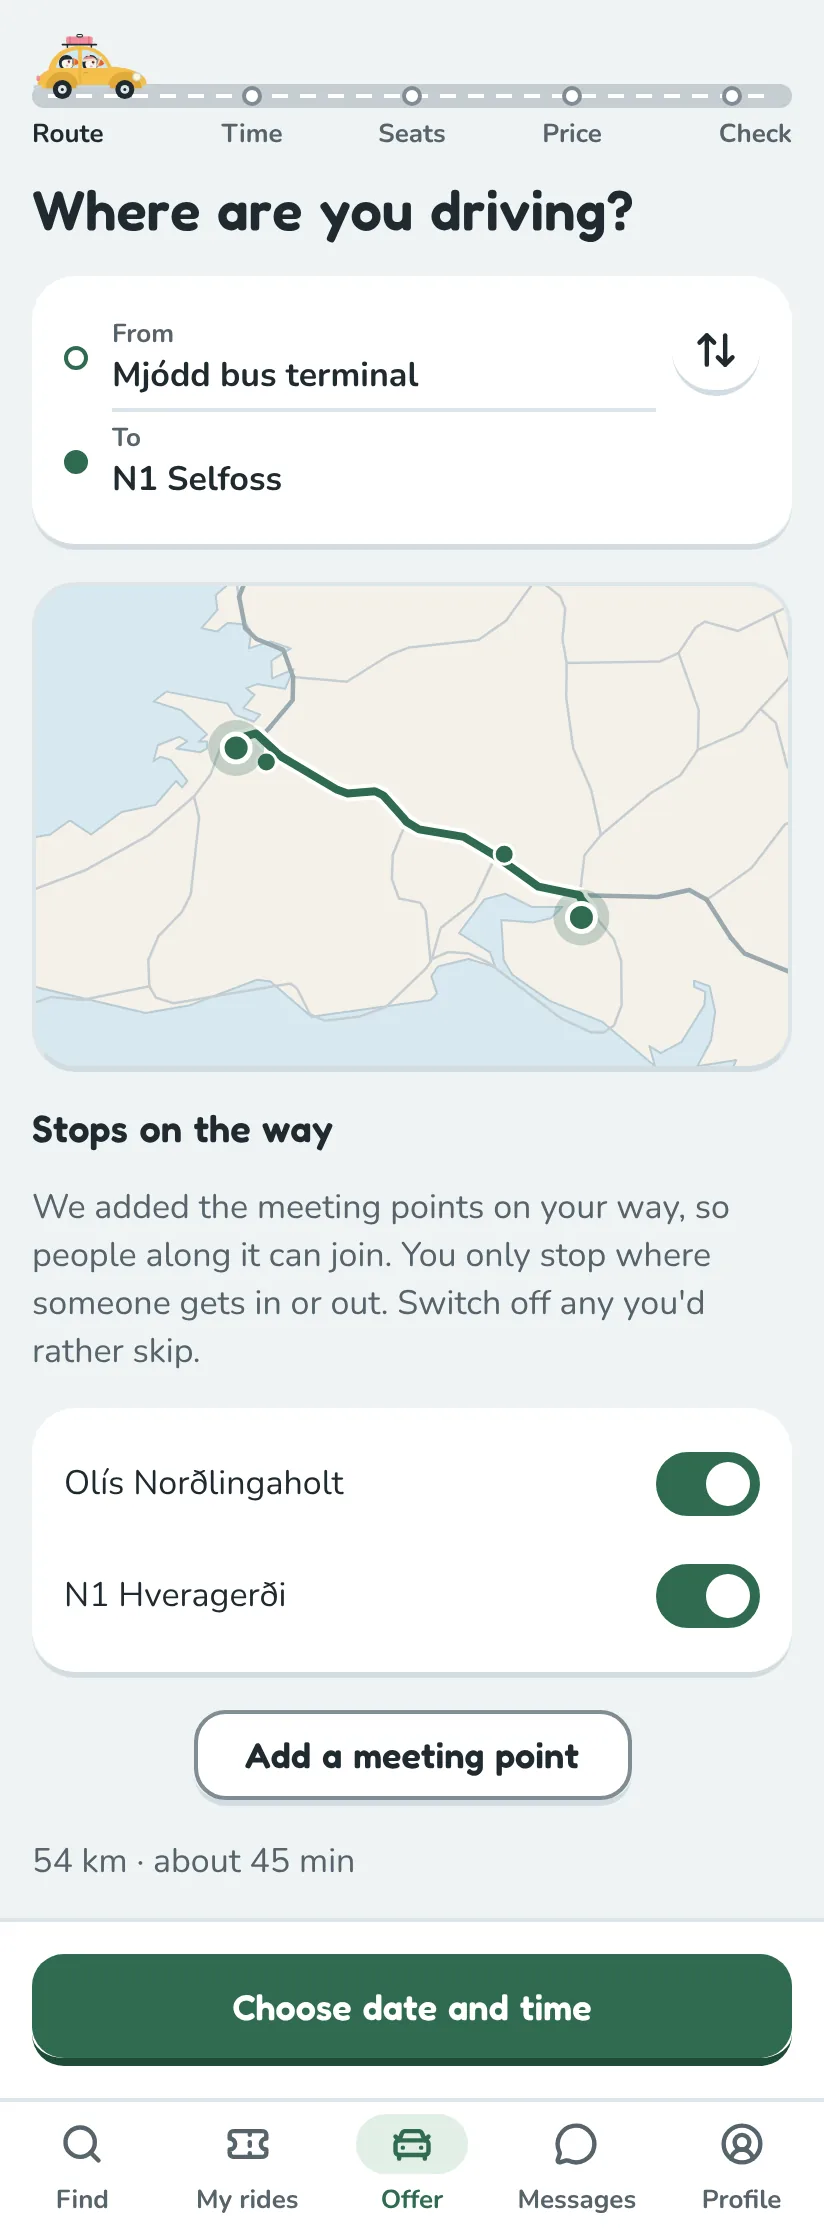 Route
Time
Seats
Price
Check
Where are you driving?
From
Mjódd bus terminal
To
N1 Selfoss
Stops on the way
We added the meeting points on your way, so
people along it can join. You only stop where
someone gets in or out. Switch off any you'd
rather skip.
Olís Norðlingaholt
N1 Hveragerði
Add a meeting point
54 km · about 45 min
Choose date and time
Find
My rides
Offer
Messages
Profile